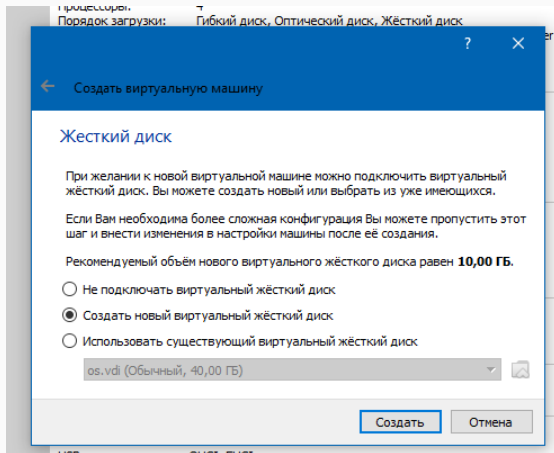 Процессоры: 4
Порядок загрузки: Гибкий диск, Оптический диск, Жёсткий диск
?
Создать виртуальную машину
Жесткий диск
При желании к новой виртуальной машине можно подключить виртуальный
жёсткий диск. Вы можете создать новый или выбрать из уже имеющихся.
Если Вам необходима более сложная конфигурация Вы можете пропустить этот
шаг и внести изменения в настройки машины после её создания.
Рекомендуемый объём нового виртуального жёсткого диска равен 10,00 ГБ.
Не подключать виртуальный жёсткий диск
Создать новый виртуальный жёсткий диск
Использовать существующий виртуальный жёсткий диск
os.vdi (Обычный, 40,00 ГБ)
Создать Отмена